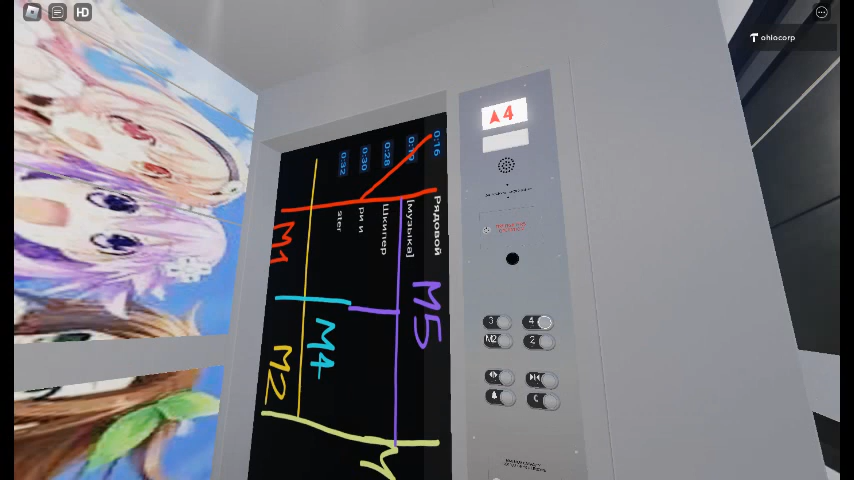 HD
ohiocorp
▲4
0:16
Рядовой
[музыка]
0:28
Шкипер
0:30
ри и
0:32
ster
M1
M5
M4
M2
M
3
4
M2
2